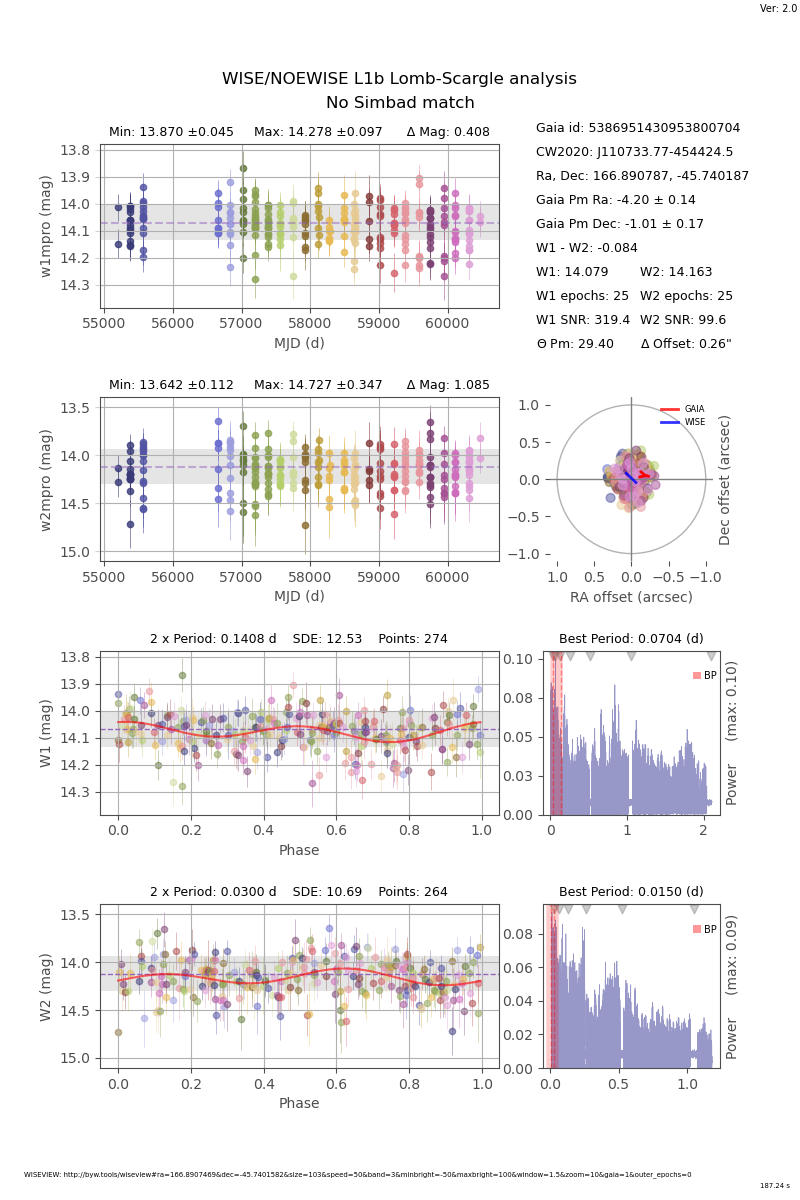 Ver: 2.0
WISE/NOEWISE L1b Lomb-Scargle analysis
No Simbad match
Min: 13.870 ±0.045 Max: 14.278 ±0.097 Δ Mag: 0.408
13.8
13.9
14.0
14.1
14.2
14.3
w1mpro (mag)
55000 56000 57000 58000 59000 60000
MJD (d)
Gaia id: 5386951430953800704
CW2020: J110733.77-454424.5
Ra, Dec: 166.890787, -45.740187
Gaia Pm Ra: -4.20 ± 0.14
Gaia Pm Dec: -1.01 ± 0.17
W1 - W2: -0.084
W1: 14.079 W2: 14.163
W1 epochs: 25 W2 epochs: 25
W1 SNR: 319.4 W2 SNR: 99.6
Θ Pm: 29.40 Δ Offset: 0.26"
Min: 13.642 ±0.112 Max: 14.727 ±0.347 Δ Mag: 1.085
13.5
14.0
14.5
15.0
w2mpro (mag)
55000 56000 57000 58000 59000 60000
MJD (d)
1.0
0.5
0.0
−0.5
−1.0
GAIA
WISE
Dec offset (arcsec)
1.0 0.5 0.0 −0.5 −1.0
RA offset (arcsec)
2 x Period: 0.1408 d SDE: 12.53 Points: 274
13.8
13.9
14.0
14.1
14.2
14.3
W1 (mag)
0.0 0.2 0.4 0.6 0.8 1.0
Phase
Best Period: 0.0704 (d)
0.10
0.08
0.05
0.03
0.00
BP
Power (max: 0.10)
0 1 2
2 x Period: 0.0300 d SDE: 10.69 Points: 264
13.5
14.0
14.5
15.0
W2 (mag)
0.0 0.2 0.4 0.6 0.8 1.0
Phase
Best Period: 0.0150 (d)
0.08
0.06
0.04
0.02
0.00
BP
Power (max: 0.09)
0.0 0.5 1.0
WISEVIEW: http://byw.tools/wiseview#ra=166.8907469&dec=-45.7401582&size=103&speed=50&band=3&minbright=-50&maxbright=100&window=1.5&zoom=10&gaia=1&outer_epochs=0
187.24 s